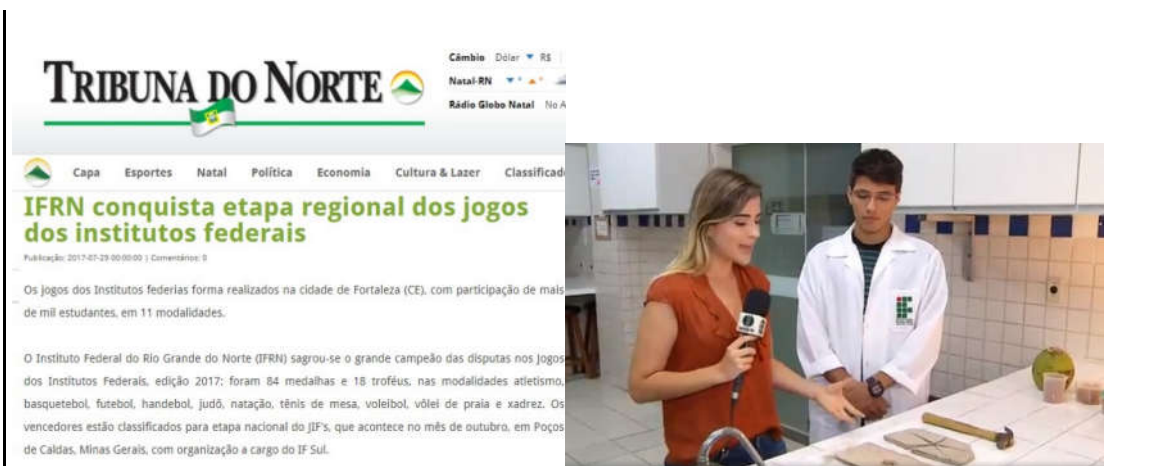 TRIBUNA DO NORTE
Câmbio Dólar R$
Natal-RN
Rádio Globo Natal No A
Capa Esportes Natal Política Economia Cultura & Lazer Classificad
IFRN conquista etapa regional dos jogos
dos institutos federais
Publicação: 2017-07-29 00:00:00 | Comentários: 0
Os jogos dos Institutos federias forma realizados na cidade de Fortaleza (CE), com participação de mais
de mil estudantes, em 11 modalidades.
O Instituto Federal do Rio Grande do Norte (IFRN) sagrou-se o grande campeão das disputas nos Jogos
dos Institutos Federais, edição 2017: foram 84 medalhas e 18 troféus, nas modalidades atletismo,
basquetebol, futebol, handebol, judô, natação, tênis de mesa, voleibol, vôlei de praia e xadrez. Os
vencedores estão classificados para etapa nacional do JIF's, que acontece no mês de outubro, em Poços
de Caldas, Minas Gerais, com organização a cargo do IF Sul.